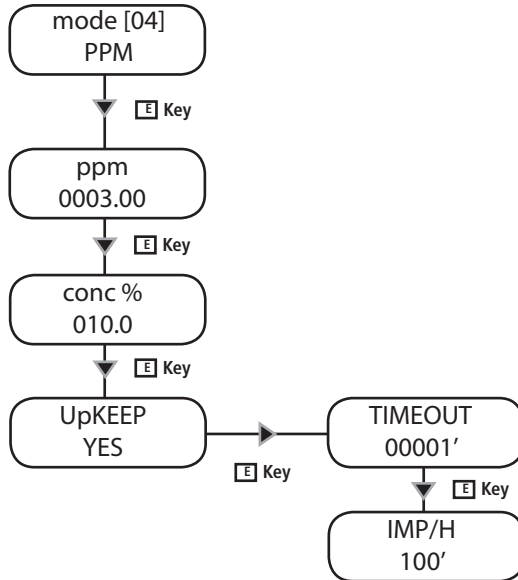 mode [04]
PPM
E Key
ppm
0003.00
E Key
conc %
010.0
E Key
UpKEEP
YES
E Key
TIMEOUT
00001’
E Key
IMP/H
100’